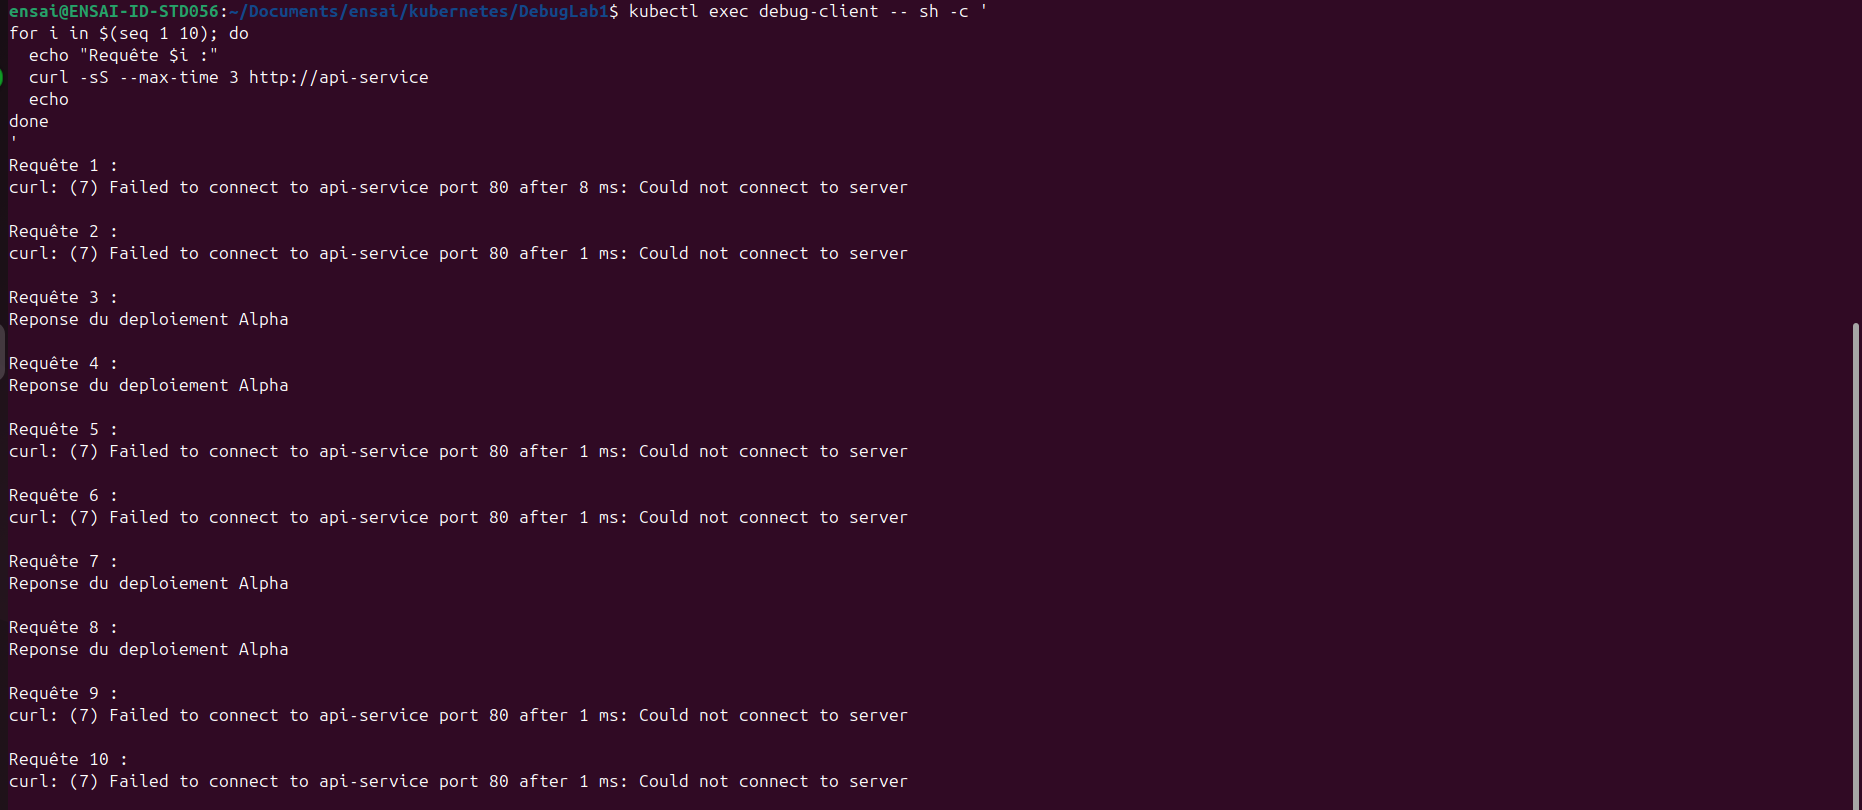 ensai@ENSAI-ID-STD056:~/Documents/ensai/kubernetes/DebugLab1$ kubectl exec debug-client -- sh -c '
for i in $(seq 1 10); do
  echo "Requête $i :"
  curl -sS --max-time 3 http://api-service
  echo
done
'
Requête 1 :
curl: (7) Failed to connect to api-service port 80 after 8 ms: Could not connect to server

Requête 2 :
curl: (7) Failed to connect to api-service port 80 after 1 ms: Could not connect to server

Requête 3 :
Reponse du deploiement Alpha

Requête 4 :
Reponse du deploiement Alpha

Requête 5 :
curl: (7) Failed to connect to api-service port 80 after 1 ms: Could not connect to server

Requête 6 :
curl: (7) Failed to connect to api-service port 80 after 1 ms: Could not connect to server

Requête 7 :
Reponse du deploiement Alpha

Requête 8 :
Reponse du deploiement Alpha

Requête 9 :
curl: (7) Failed to connect to api-service port 80 after 1 ms: Could not connect to server

Requête 10 :
curl: (7) Failed to connect to api-service port 80 after 1 ms: Could not connect to server